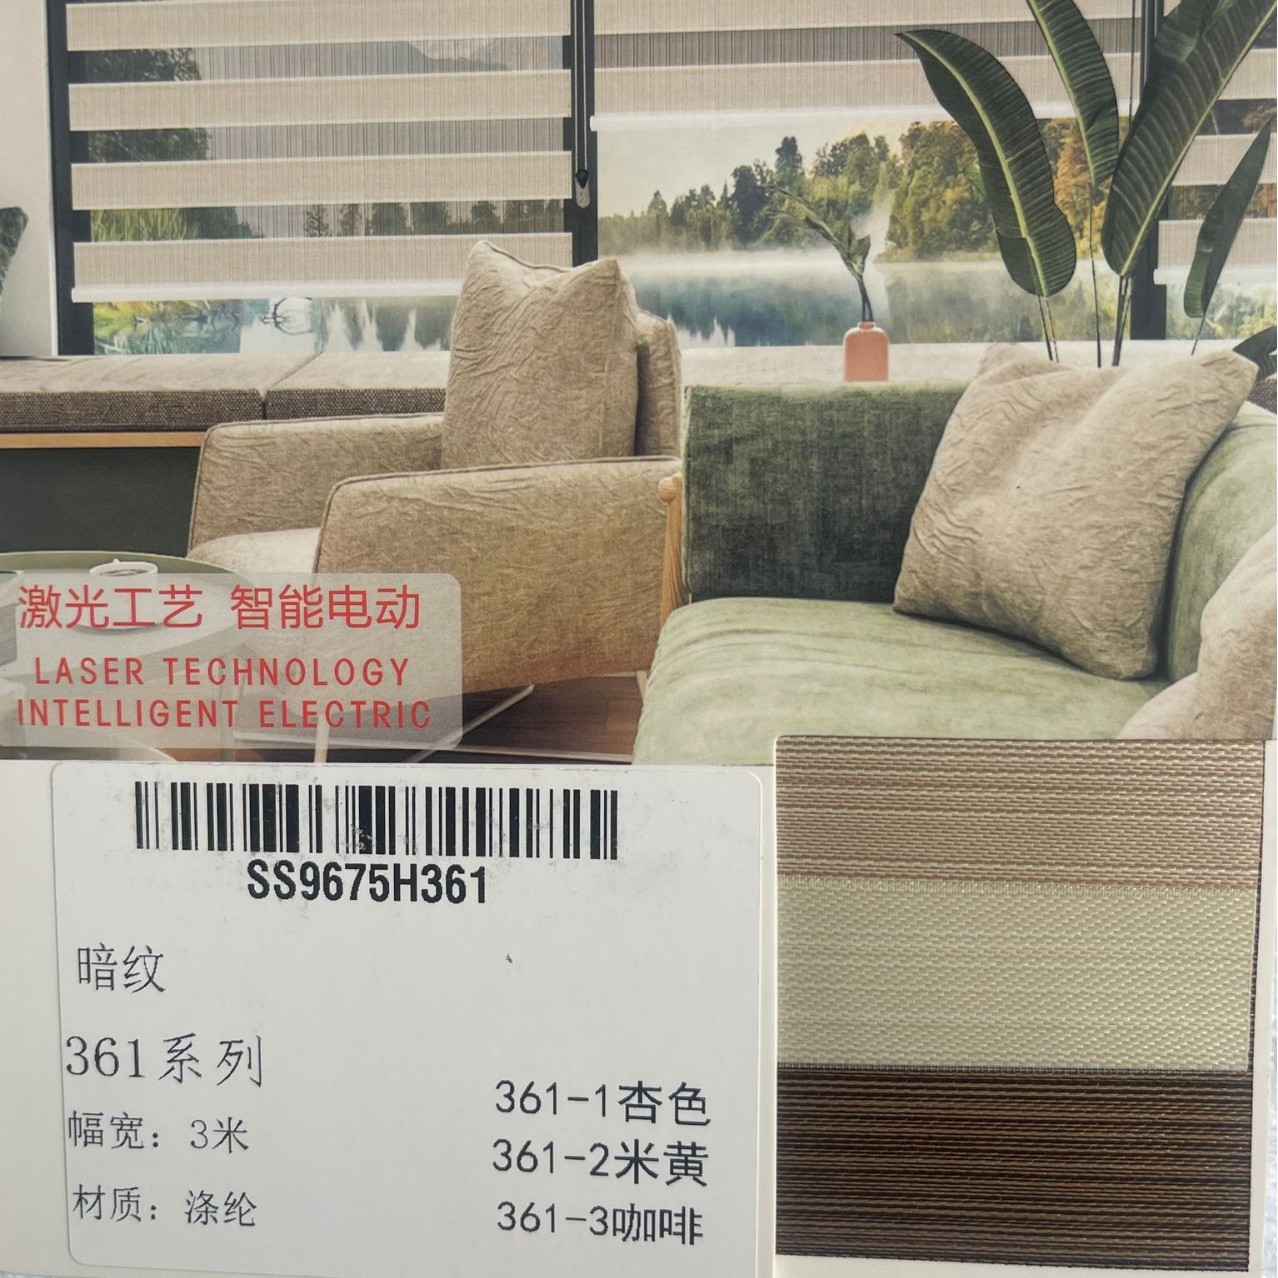 激光工艺 智能电动
LASER TECHNOLOGY
INTELLIGENT ELECTRIC
SS9675H361
暗纹
361系列
幅宽：3米
材质：涤纶
361-1杏色
361-2米黄
361-3咖啡